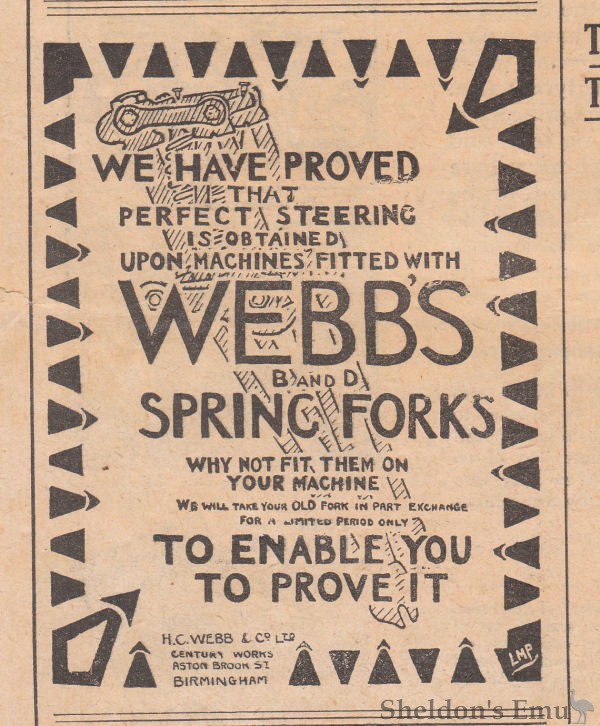 WE HAVE PROVED
THAT
PERFECT STEERING
IS OBTAINED
UPON MACHINES FITTED WITH
WEBB'S
B AND D
SPRING FORKS
WHY NOT FIT THEM ON
YOUR MACHINE
WE WILL TAKE YOUR OLD FORK IN PART EXCHANGE
FOR A LIMITED PERIOD ONLY
TO ENABLE YOU
TO PROVE IT
H.C. WEBB & Co LTD
CENTURY WORKS
ASTON BROOK ST
BIRMINGHAM
LMP
Sheldon's Emu
T
T